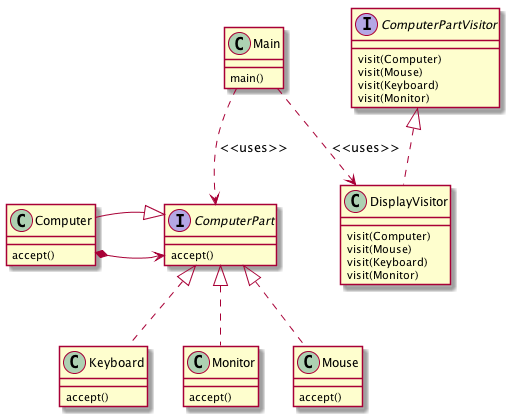 I ComputerPartVisitor
visit(Computer)
visit(Mouse)
visit(Keyboard)
visit(Monitor)
C Main
main()
<<uses>>
<<uses>>
C DisplayVisitor
visit(Computer)
visit(Mouse)
visit(Keyboard)
visit(Monitor)
C Computer
accept()
I ComputerPart
accept()
C Keyboard
accept()
C Monitor
accept()
C Mouse
accept()